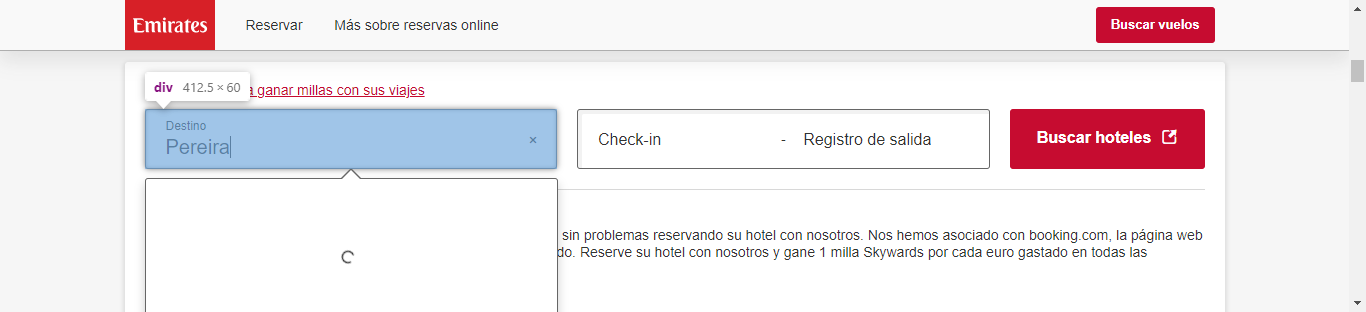 Emirates
Reservar
Más sobre reservas online
Buscar vuelos
div 412.5 × 60
a ganar millas con sus viajes
Destino
Pereira
×
Check-in - Registro de salida
Buscar hoteles
sin problemas reservando su hotel con nosotros. Nos hemos asociado con booking.com, la página web
do. Reserve su hotel con nosotros y gane 1 milla Skywards por cada euro gastado en todas las